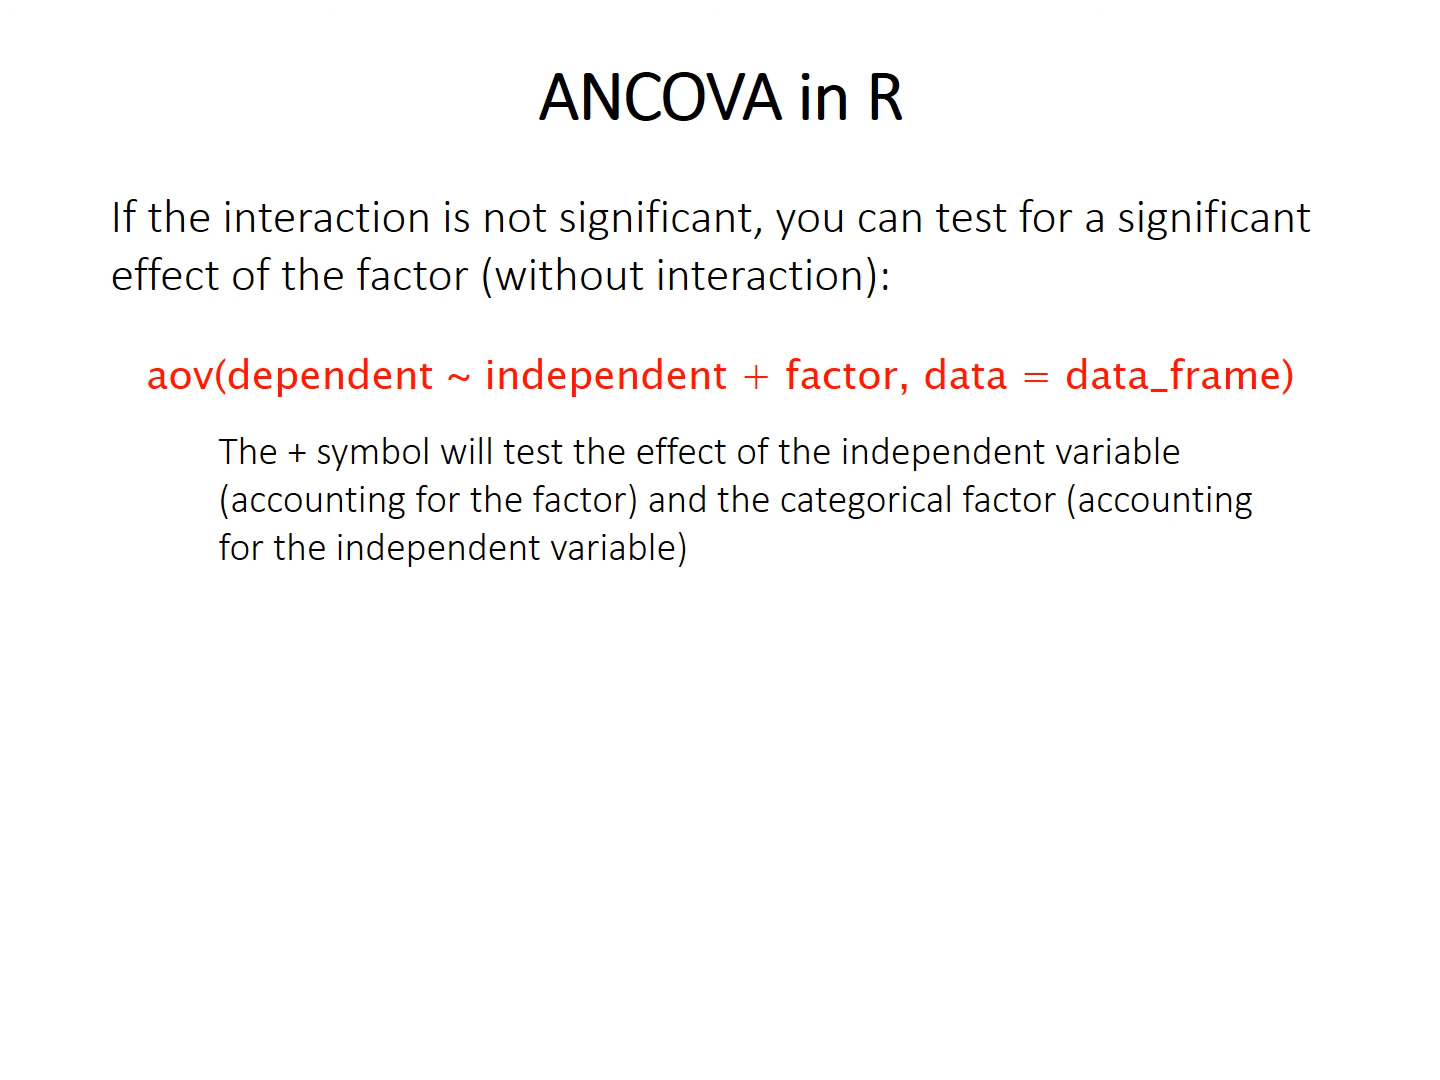 ANCOVA in R
If the interaction is not significant, you can test for a significant
effect of the factor (without interaction):
aov(dependent ~ independent + factor, data = data_frame)
The + symbol will test the effect of the independent variable
(accounting for the factor) and the categorical factor (accounting
for the independent variable)